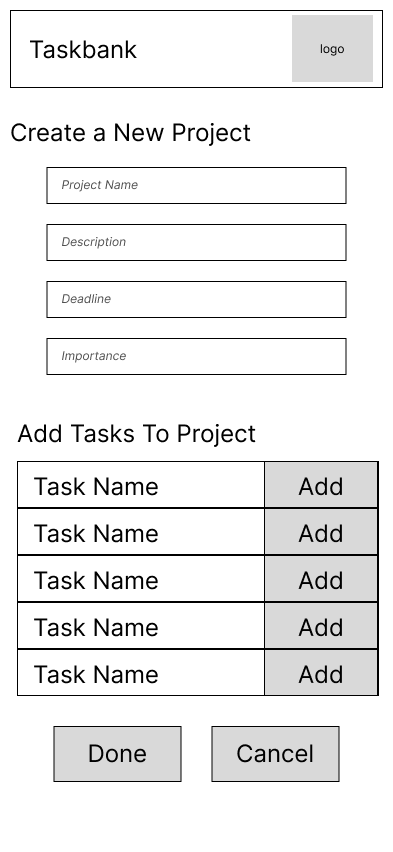 Taskbank
logo
Create a New Project
Project Name
Description
Deadline
Importance
Add Tasks To Project
Task Name Add
Task Name Add
Task Name Add
Task Name Add
Task Name Add
Done Cancel